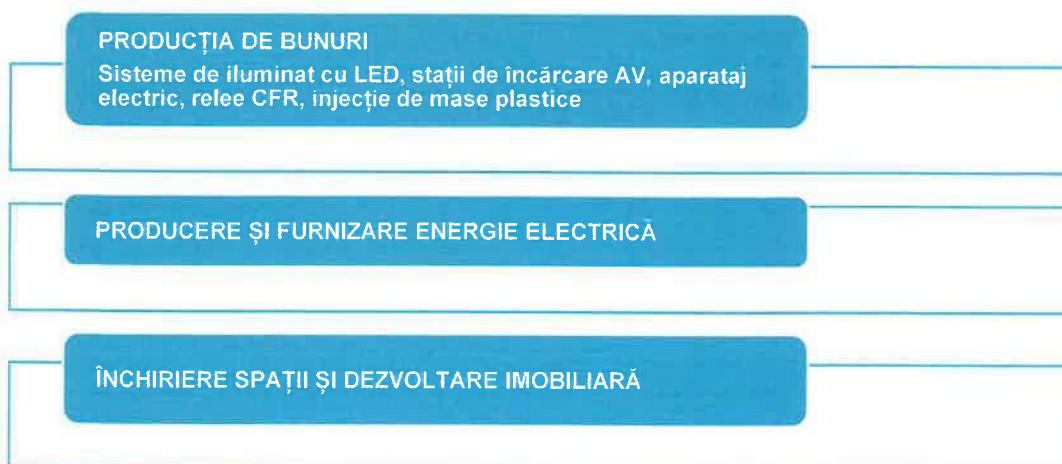 PRODUCȚIA DE BUNURI
Sisteme de iluminat cu LED, stații de încărcare AV, aparataj
electric, relee CFR, injecție de mase plastice
PRODUCERE ȘI FURNIZARE ENERGIE ELECTRICĂ
ÎNCHIRIERE SPAȚII ȘI DEZVOLTARE IMOBILIARĂ